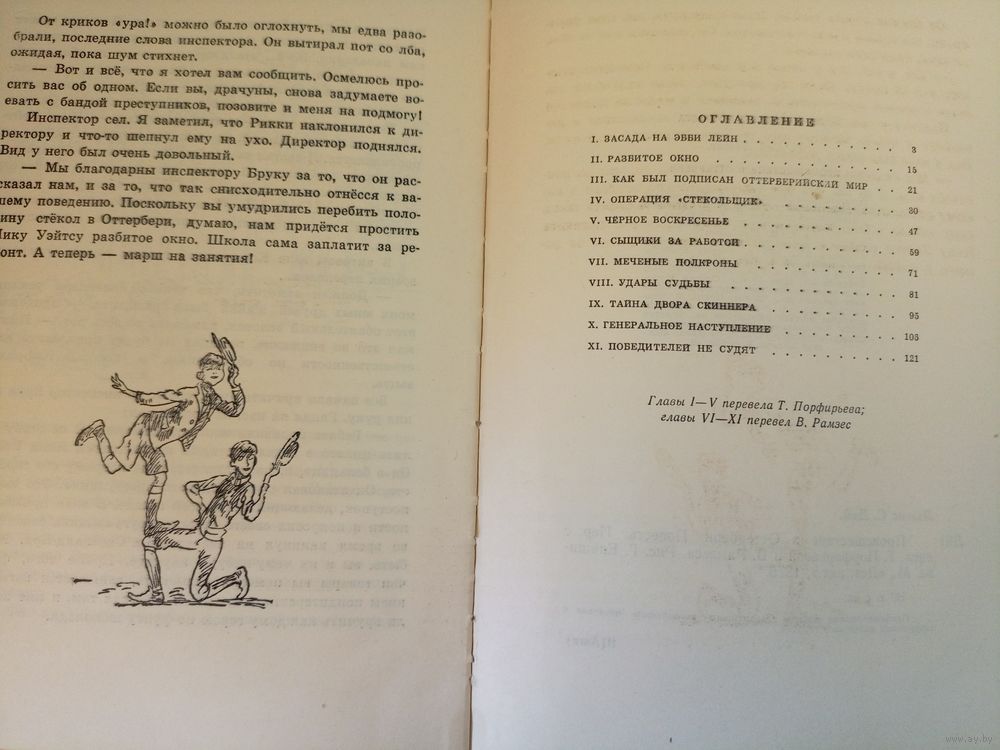 От криков «ура!» можно было оглохнуть, мы едва разо-
брали, последние слова инспектора. Он вытирал пот со лба,
ожидая, пока шум стихнет.
— Вот и всё, что я хотел вам сообщить. Осмелюсь про-
сить вас об одном. Если вы, драчуны, снова задумаете во-
евать с бандой преступников, позовите и меня на подмогу!
Инспектор сел. Я заметил, что Рикки наклонился к ди-
ректору и что-то шепнул ему на ухо. Директор поднялся.
Вид у него был очень довольный.
— Мы благодарны инспектору Бруку за то, что он рас-
сказал нам, и за то, что так снисходительно отнёсся к ва-
шему поведению. Поскольку вы умудрились перебить поло-
ину стёкол в Оттербери, думаю, нам придётся простить
Нику Уэйтсу разбитое окно. Школа сама заплатит за ре-
онт. А теперь — марш на занятия!
ОГЛАВЛЕНИЕ
I. ЗАСАДА НА ЭББИ ЛЕЙН . . . . . . . . . . . 3
II. РАЗБИТОЕ ОКНО . . . . . . . . . . . . . 15
III. КАК БЫЛ ПОДПИСАН ОТТЕРБЕРИЙСКИЙ МИР . . 21
IV. ОПЕРАЦИЯ «СТЕКОЛЬЩИК» . . . . . . . . . 30
V. ЧЕРНОЕ ВОСКРЕСЕНЬЕ . . . . . . . . . . . 47
VI. СЫЩИКИ ЗА РАБОТОЙ . . . . . . . . . . . 59
VII. МЕЧЕНЫЕ ПОЛКРОНЫ . . . . . . . . . . . 71
VIII. УДАРЫ СУДЬБЫ . . . . . . . . . . . . 81
IX. ТАЙНА ДВОРА СКИННЕРА . . . . . . . . . . 95
X. ГЕНЕРАЛЬНОЕ НАСТУПЛЕНИЕ . . . . . . . . . 105
XI. ПОБЕДИТЕЛЕЙ НЕ СУДЯТ . . . . . . . . . . 121
Главы I—V перевела Т. Порфирьева;
главы VI—XI перевел В. Рамзес
www.ay.by